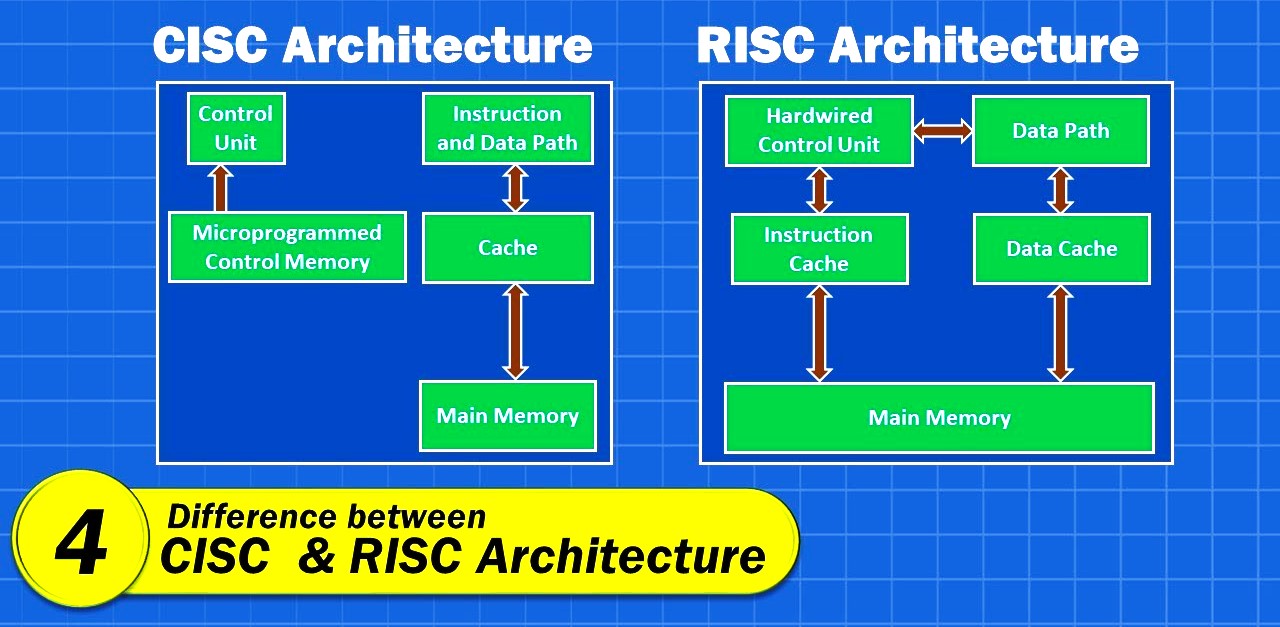 CISC Architecture
Control
Unit
Instruction
and Data Path
Microprogrammed
Control Memory
Cache
Main Memory
RISC Architecture
Hardwired
Control Unit
Data Path
Instruction
Cache
Data Cache
Main Memory
4
Difference between
CISC & RISC Architecture